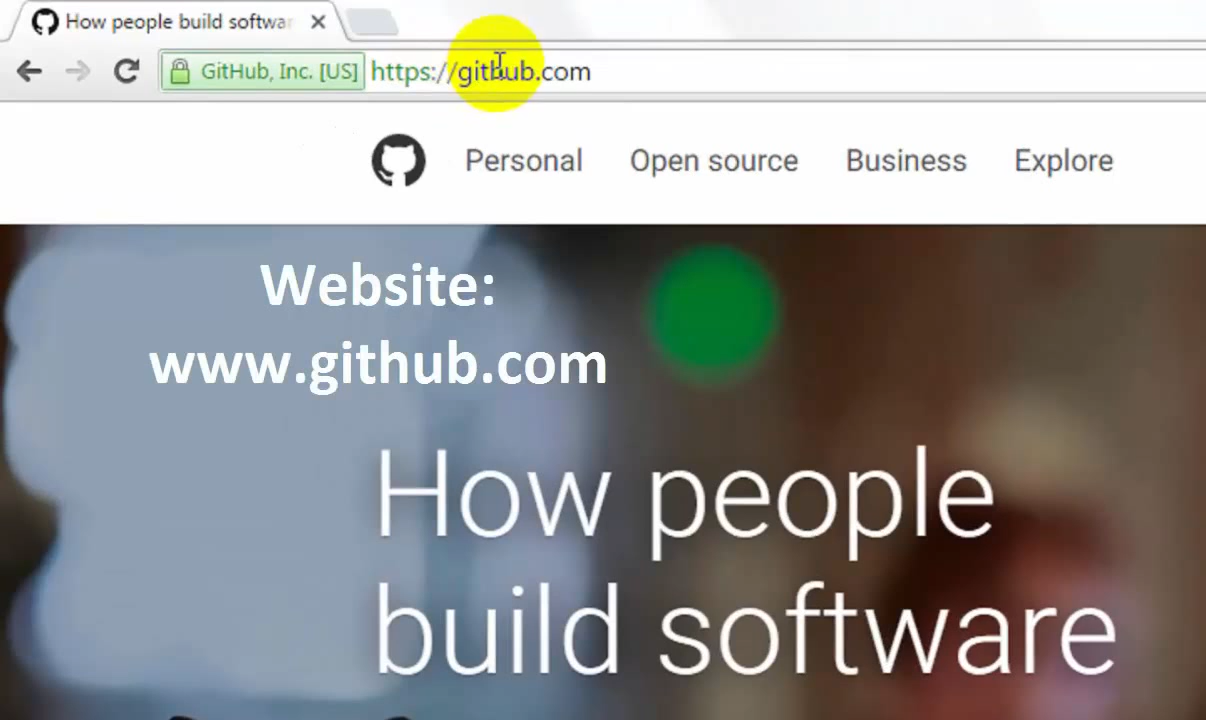 How people build softwar
GitHub, Inc. [US] https://github.com
Personal Open source Business Explore
Website:
www.github.com
How people
build software